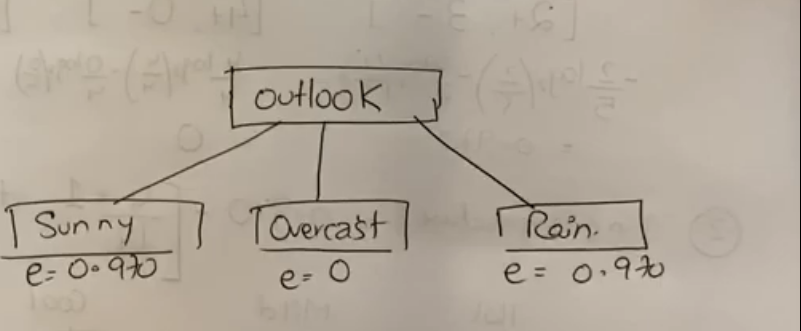 outlook
Sunny
Overcast
Rain.
e= 0.970
e= 0
e = 0.970